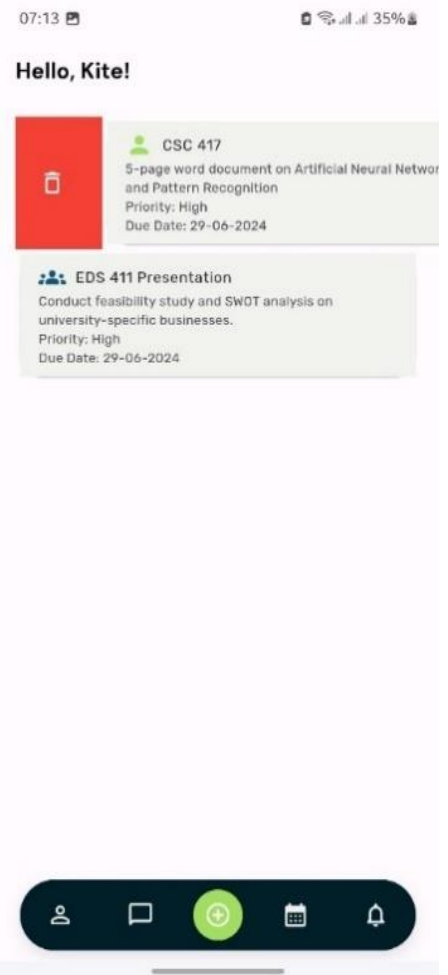 07:13
35%
Hello, Kite!
CSC 417
5-page word document on Artificial Neural Networ
and Pattern Recognition
Priority: High
Due Date: 29-06-2024
EDS 411 Presentation
Conduct feasibility study and SWOT analysis on
university-specific businesses.
Priority: High
Due Date: 29-06-2024